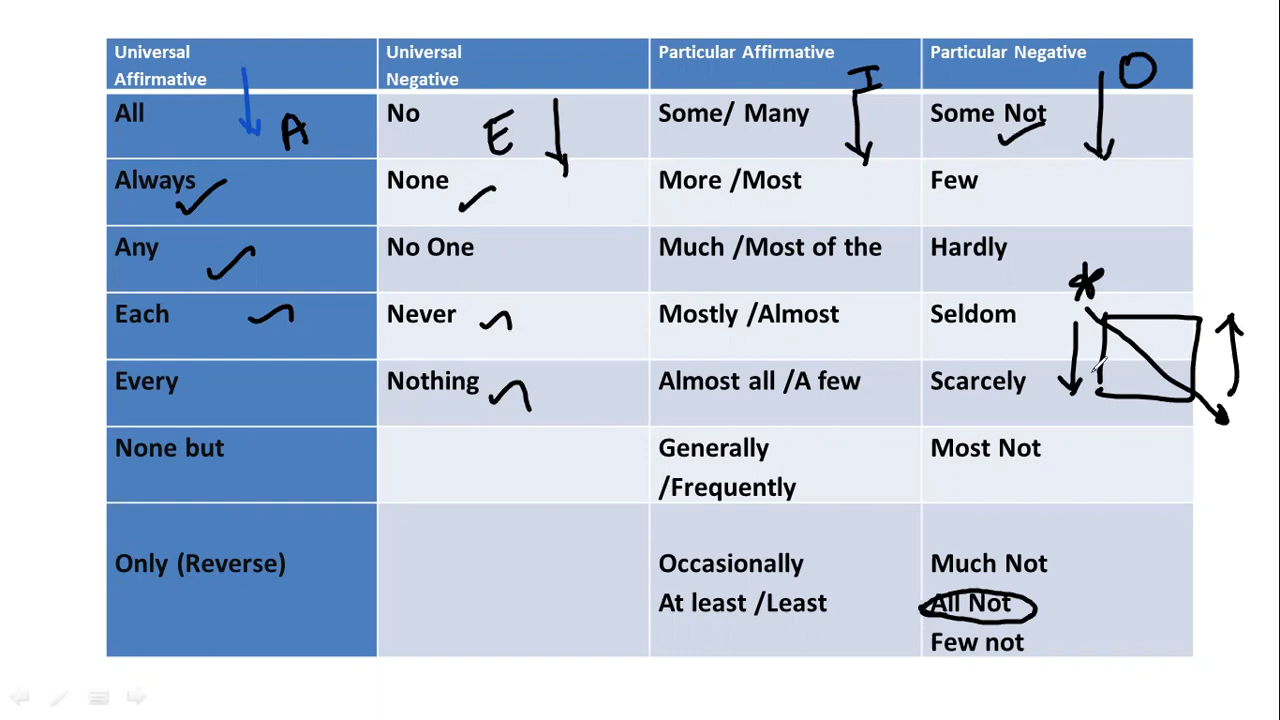 Universal
Affirmative
Universal
Negative
Particular Affirmative
Particular Negative
I
O
All
A
No
E
Some/ Many
Some Not
Always
None
More /Most
Few
Any
No One
Much /Most of the
Hardly
Each
Never
Mostly /Almost
Seldom
Every
Nothing
Almost all /A few
Scarcely
None but
Generally
/Frequently
Most Not
Only (Reverse)
Occasionally
At least /Least
Much Not
All Not
Few not